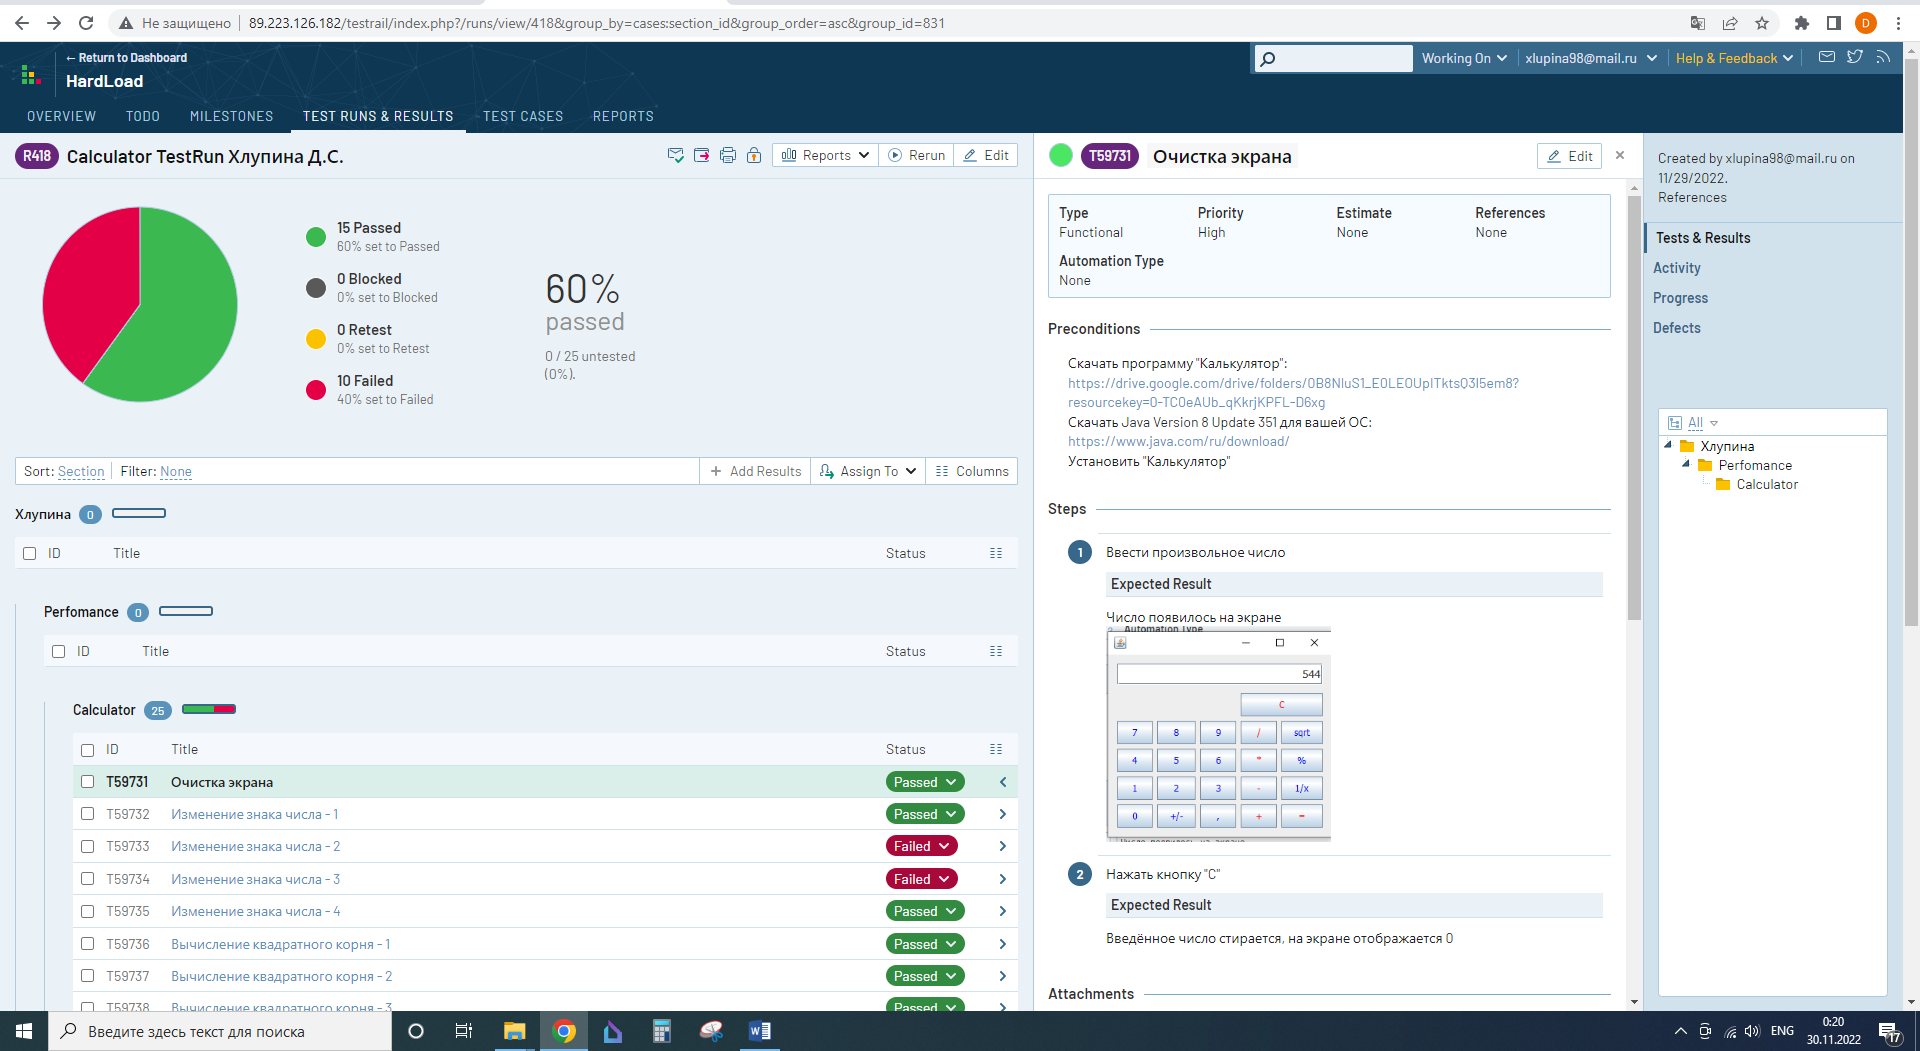 Не защищено
89.223.126.182/testrail/index.php?/runs/view/418&group_by=cases:section_id&group_order=asc&group_id=831
D
← Return to Dashboard
HardLoad
Working On
xlupina98@mail.ru
Help & Feedback
OVERVIEW TODO MILESTONES TEST RUNS & RESULTS TEST CASES REPORTS
R418 Calculator TestRun Хлупина Д.С.
Reports Rerun Edit
15 Passed
60% set to Passed
0 Blocked
0% set to Blocked
0 Retest
0% set to Retest
10 Failed
40% set to Failed
60%
passed
0 / 25 untested
(0%).
Sort: Section Filter: None Add Results Assign To Columns
Хлупина 0
ID Title Status
Perfomance 0
ID Title Status
Calculator 25
ID Title Status
T59731 Очистка экрана Passed
T59732 Изменение знака числа - 1 Passed
T59733 Изменение знака числа - 2 Failed
T59734 Изменение знака числа - 3 Failed
T59735 Изменение знака числа - 4 Passed
T59736 Вычисление квадратного корня - 1 Passed
T59737 Вычисление квадратного корня - 2 Passed
T59738 Вычисление квадратного корня - 3 Passed
T59731 Очистка экрана Edit
Type Priority Estimate References
Functional High None None
Automation Type
None
Preconditions
Скачать программу "Калькулятор":
https://drive.google.com/drive/folders/0B8NluS1_E0LEOUplTktsQ3I5em8?
resourcekey=0-TC0eAUb_qKkrjKPFL-D6xg
Скачать Java Version 8 Update 351 для вашей ОС:
https://www.java.com/ru/download/
Установить "Калькулятор"
Steps
1 Ввести произвольное число
Expected Result
Число появилось на экране
Automation Type
544
C
7 8 9 / sqrt
4 5 6 * %
1 2 3 - 1/x
0 +/- , + =
Число появилось на экране
2 Нажать кнопку "С"
Expected Result
Введённое число стирается, на экране отображается 0
Attachments
Created by xlupina98@mail.ru on
11/29/2022.
References
Tests & Results
Activity
Progress
Defects
All
Хлупина
Perfomance
Calculator
Введите здесь текст для поиска
ENG
0:20
30.11.2022
17